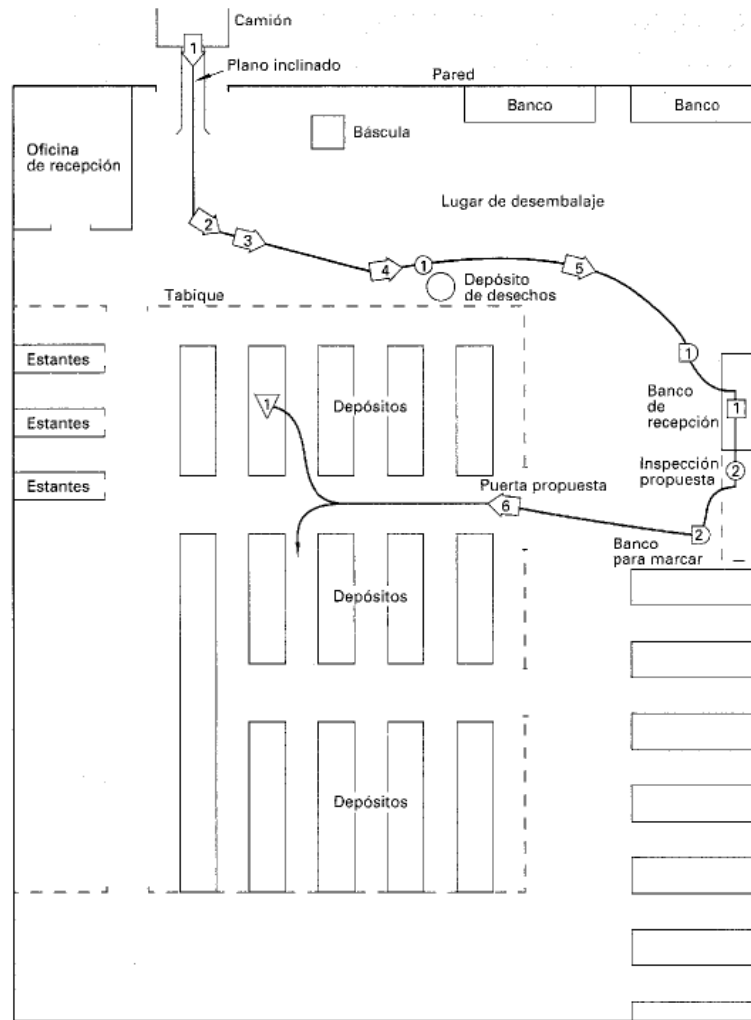 Camión
1
Plano inclinado
Pared
Banco
Banco
Báscula
Oficina
de recepción
Lugar de desembalaje
2
3
4
1
5
Depósito
de desechos
Tabique
1
Estantes
Estantes
Estantes
1
Depósitos
Banco
de
recepción
1
Inspección
propuesta
2
Puerta propuesta
6
2
Banco
para marcar
Depósitos
Depósitos